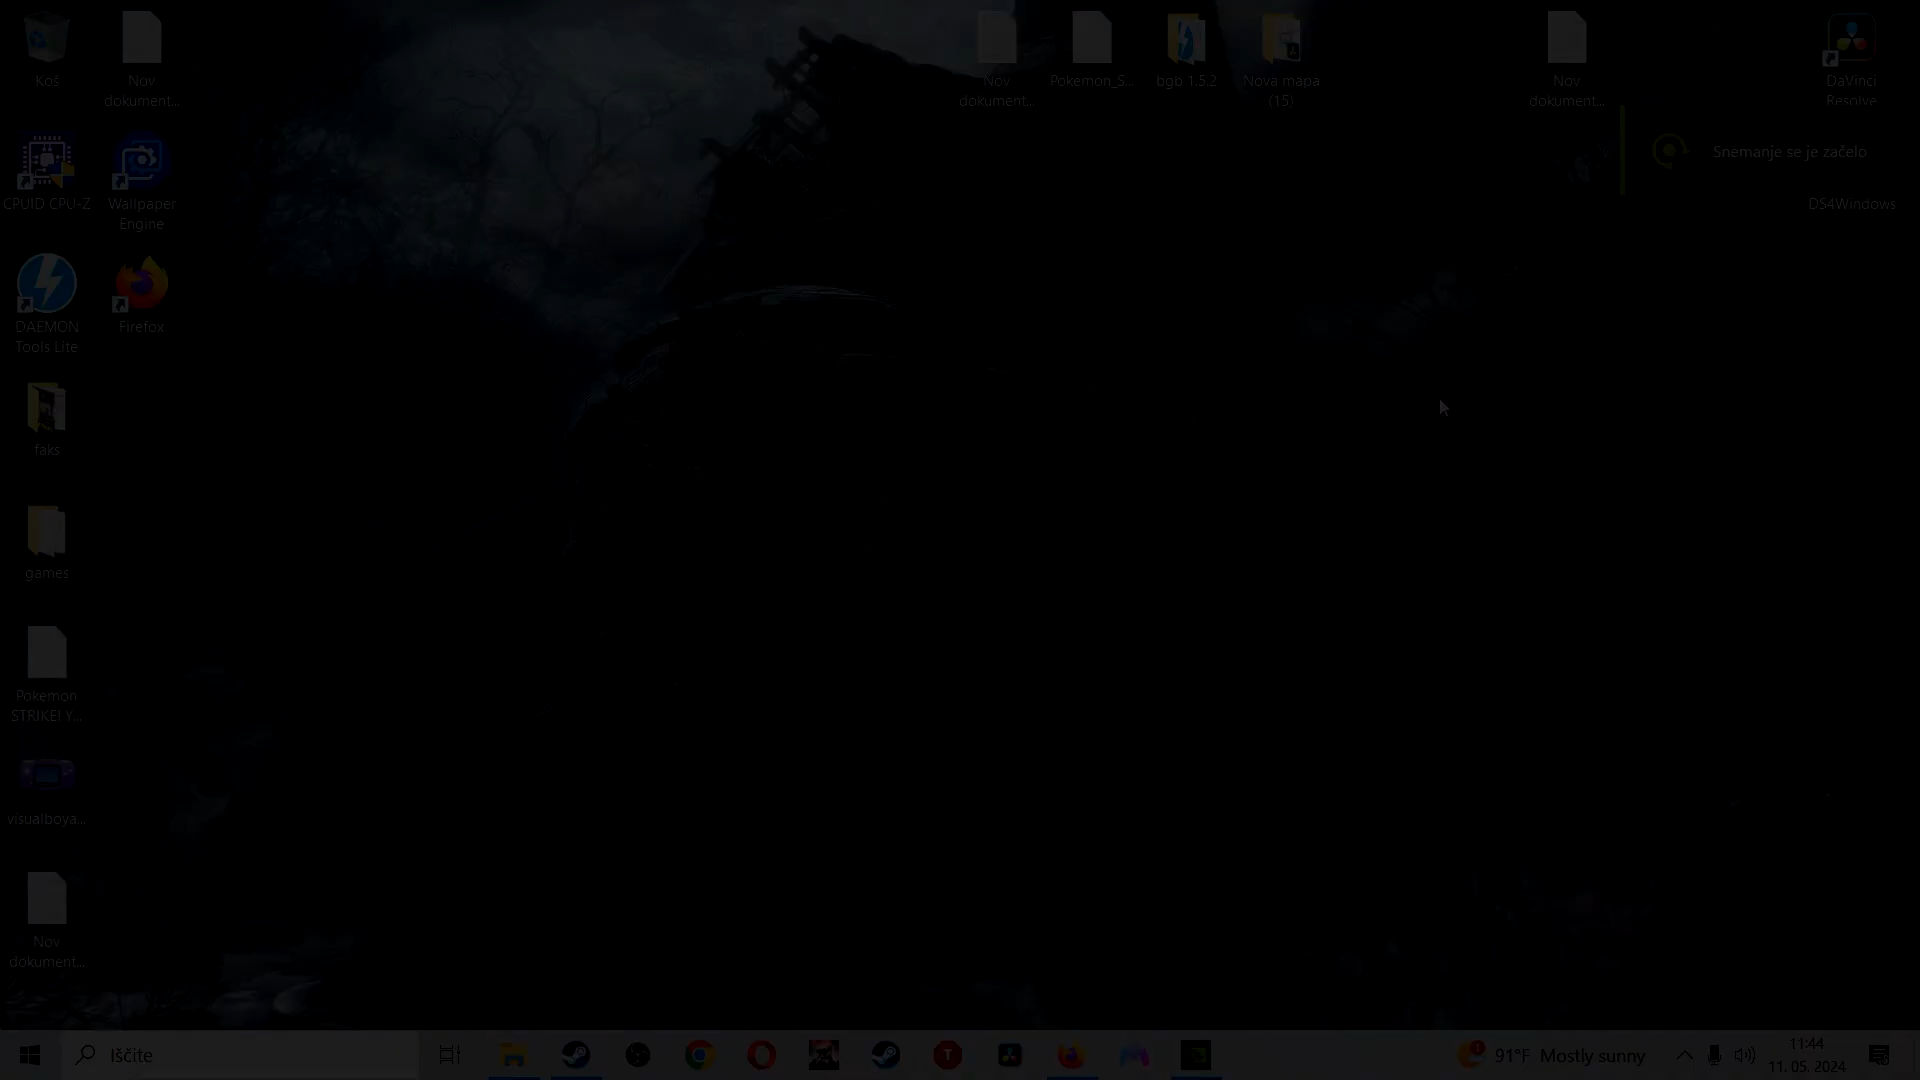 Koš
Nov
dokument...
Nov
dokument...
Pokemon_S...
bgb 1.5.2
Nova mapa
(15)
Nov
dokument...
DaVinci
Resolve
Snemanje se je začelo
CPUID CPU-Z
Wallpaper
Engine
DS4Windows
DAEMON
Tools Lite
Firefox
faks
games
Pokemon
STRIKE! Y...
visualboya...
Nov
dokument...
Iščite
91°F Mostly sunny
11:44
11. 05. 2024